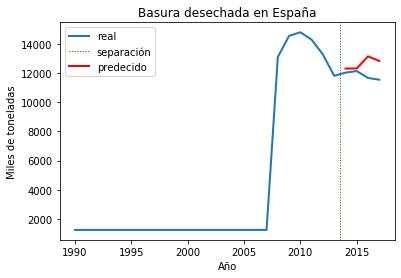 Basura desechada en España
real
separación
predecido
Miles de toneladas
14000
12000
10000
8000
6000
4000
2000
1990
1995
2000
2005
2010
2015
Año